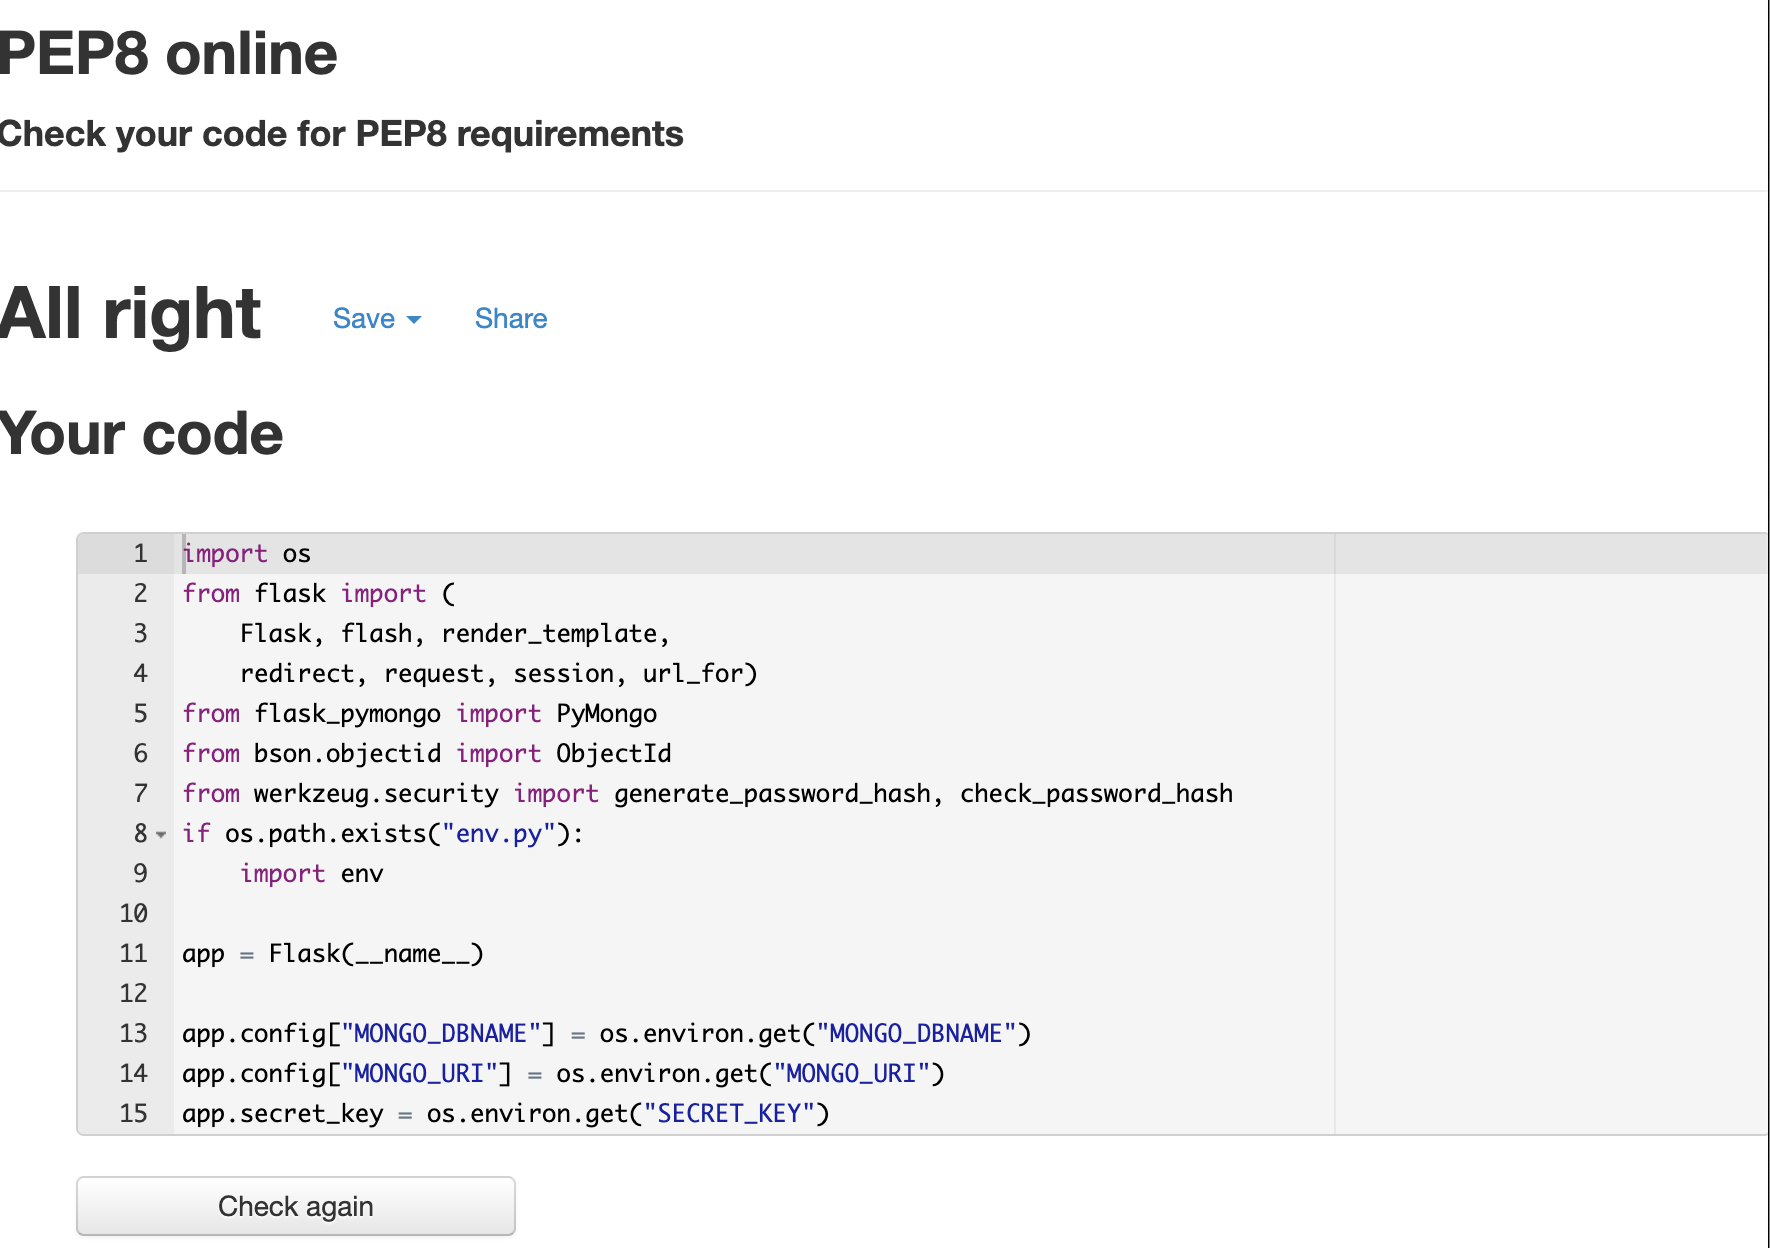 PEP8 online
Check your code for PEP8 requirements
All right Save Share
Your code
1 import os
2 from flask import (
3     Flask, flash, render_template,
4     redirect, request, session, url_for)
5 from flask_pymongo import PyMongo
6 from bson.objectid import ObjectId
7 from werkzeug.security import generate_password_hash, check_password_hash
8 if os.path.exists("env.py"):
9     import env
10
11 app = Flask(__name__)
12
13 app.config["MONGO_DBNAME"] = os.environ.get("MONGO_DBNAME")
14 app.config["MONGO_URI"] = os.environ.get("MONGO_URI")
15 app.secret_key = os.environ.get("SECRET_KEY")
Check again